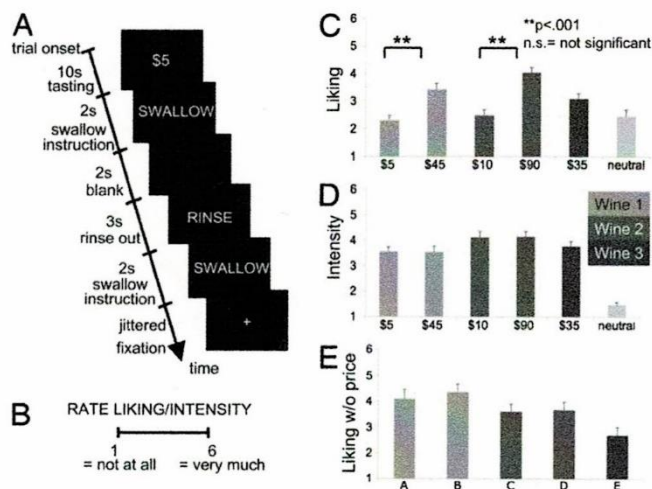 A
trial onset
$5
10s
tasting
2s
swallow
instruction
SWALLOW
2s
blank
3s
rinse out
RINSE
2s
swallow
instruction
SWALLOW
jittered
fixation
+
time
B
RATE LIKING/INTENSITY
1 6
= not at all = very much
C
**p<.001
n.s.= not significant
** **
Liking
6
5
4
3
2
1
$5 $45 $10 $90 $35 neutral
D
Intensity
6
5
4
3
2
1
Wine 1
Wine 2
Wine 3
$5 $45 $10 $90 $35 neutral
E
Liking w/o price
6
5
4
3
2
1
A B C D E